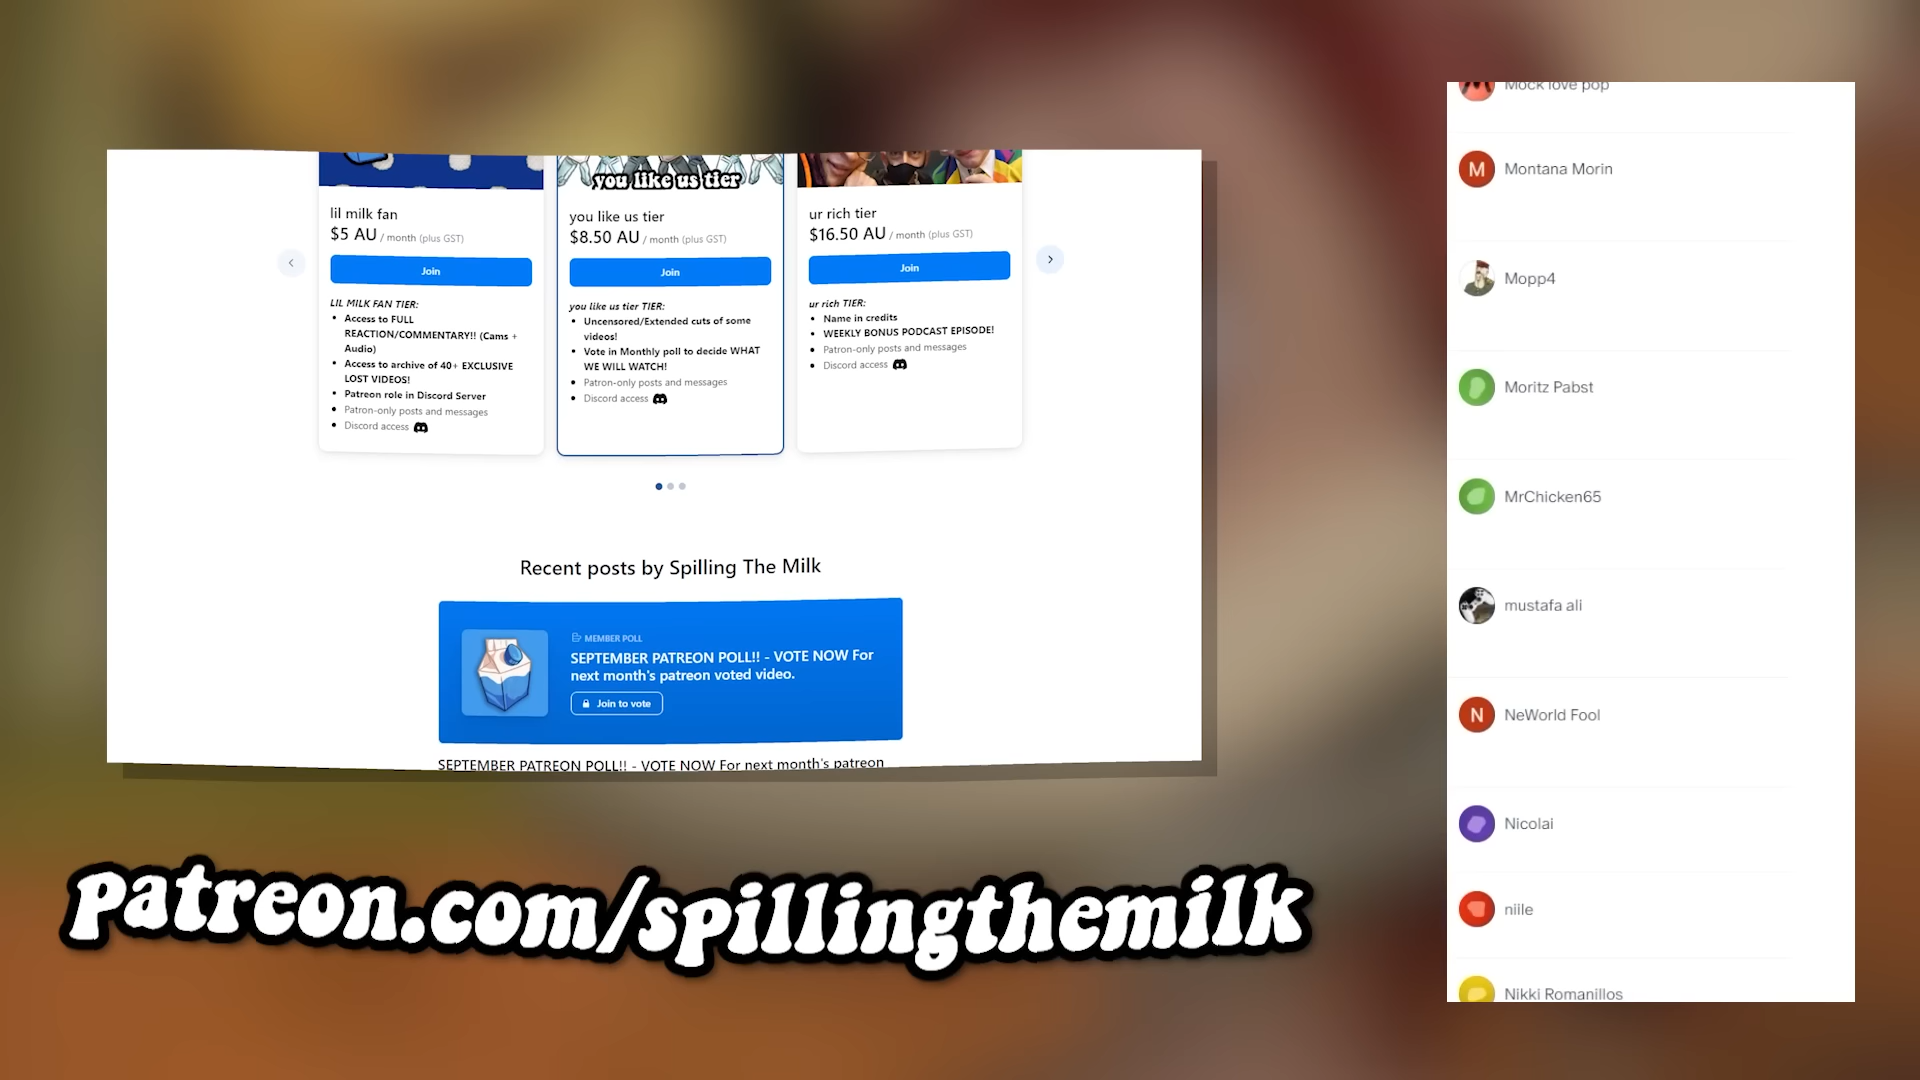 you like us tier
lil milk fan
$5 AU / month (plus GST)
Join
LIL MILK FAN TIER:
Access to FULL
REACTION/COMMENTARY!! (Cams +
Audio)
Access to archive of 40+ EXCLUSIVE
LOST VIDEOS!
Patreon role in Discord Server
Patron-only posts and messages
Discord access
you like us tier
$8.50 AU / month (plus GST)
Join
you like us tier TIER:
Uncensored/Extended cuts of some
videos!
Vote in Monthly poll to decide WHAT
WE WILL WATCH!
Patron-only posts and messages
Discord access
ur rich tier
$16.50 AU / month (plus GST)
Join
ur rich TIER:
Name in credits
WEEKLY BONUS PODCAST EPISODE!
Patron-only posts and messages
Discord access
Recent posts by Spilling The Milk
MEMBER POLL
SEPTEMBER PATREON POLL!! - VOTE NOW For
next month's patreon voted video.
Join to vote
SEPTEMBER PATREON POLL!! - VOTE NOW For next month's patreon
patreon.com/spillingthemilk
Mock love pop
M
Montana Morin
Mopp4
Moritz Pabst
MrChicken65
mustafa ali
N
NeWorld Fool
Nicolai
niile
Nikki Romanillos